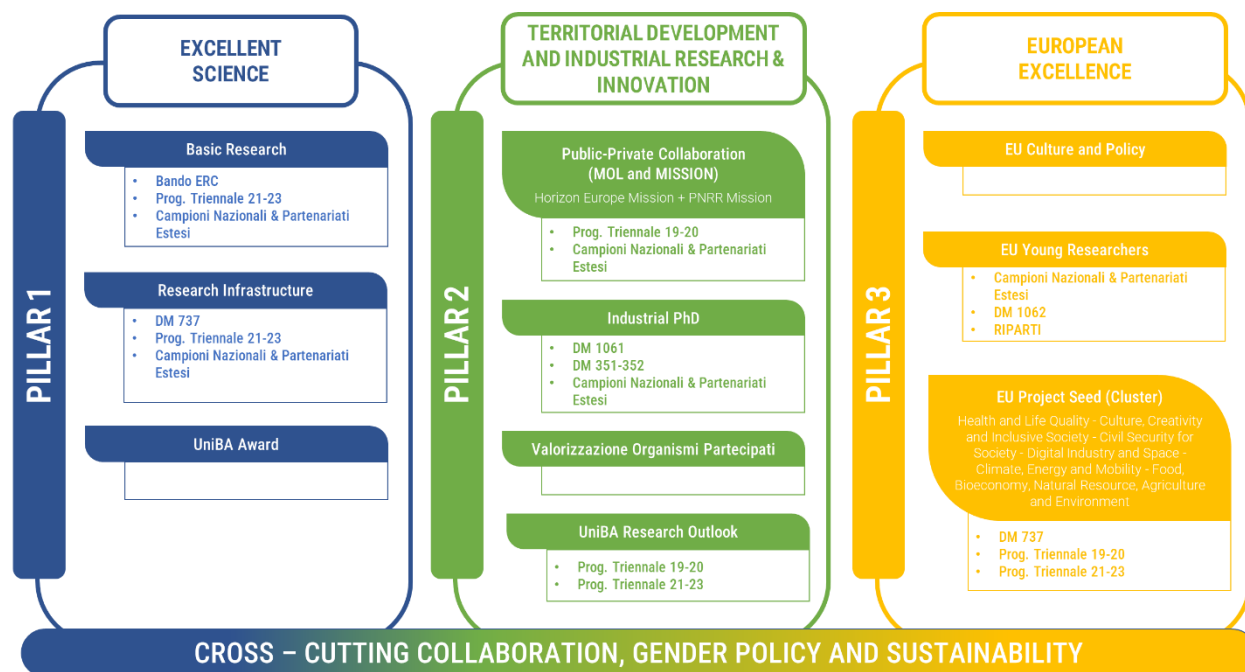 EXCELLENT
SCIENCE
PILLAR 1
Basic Research
• Bando ERC
• Prog. Triennale 21-23
• Campioni Nazionali & Partenariati
Estesi
Research Infrastructure
• DM 737
• Prog. Triennale 21-23
• Campioni Nazionali & Partenariati
Estesi
UniBA Award
TERRITORIAL DEVELOPMENT
AND INDUSTRIAL RESEARCH &
INNOVATION
PILLAR 2
Public-Private Collaboration
(MOL and MISSION)
Horizon Europe Mission + PNRR Mission
• Prog. Triennale 19-20
• Campioni Nazionali & Partenariati
Estesi
Industrial PhD
• DM 1061
• DM 351-352
• Campioni Nazionali & Partenariati
Estesi
Valorizzazione Organismi Partecipati
UniBA Research Outlook
• Prog. Triennale 19-20
• Prog. Triennale 21-23
EUROPEAN
EXCELLENCE
PILLAR 3
EU Culture and Policy
EU Young Researchers
• Campioni Nazionali & Partenariati
Estesi
• DM 1062
• RIPARTI
EU Project Seed (Cluster)
Health and Life Quality - Culture, Creativity
and Inclusive Society - Civil Security for
Society - Digital Industry and Space -
Climate, Energy and Mobility - Food,
Bioeconomy, Natural Resource, Agriculture
and Environment
• DM 737
• Prog. Triennale 19-20
• Prog. Triennale 21-23
CROSS – CUTTING COLLABORATION, GENDER POLICY AND SUSTAINABILITY